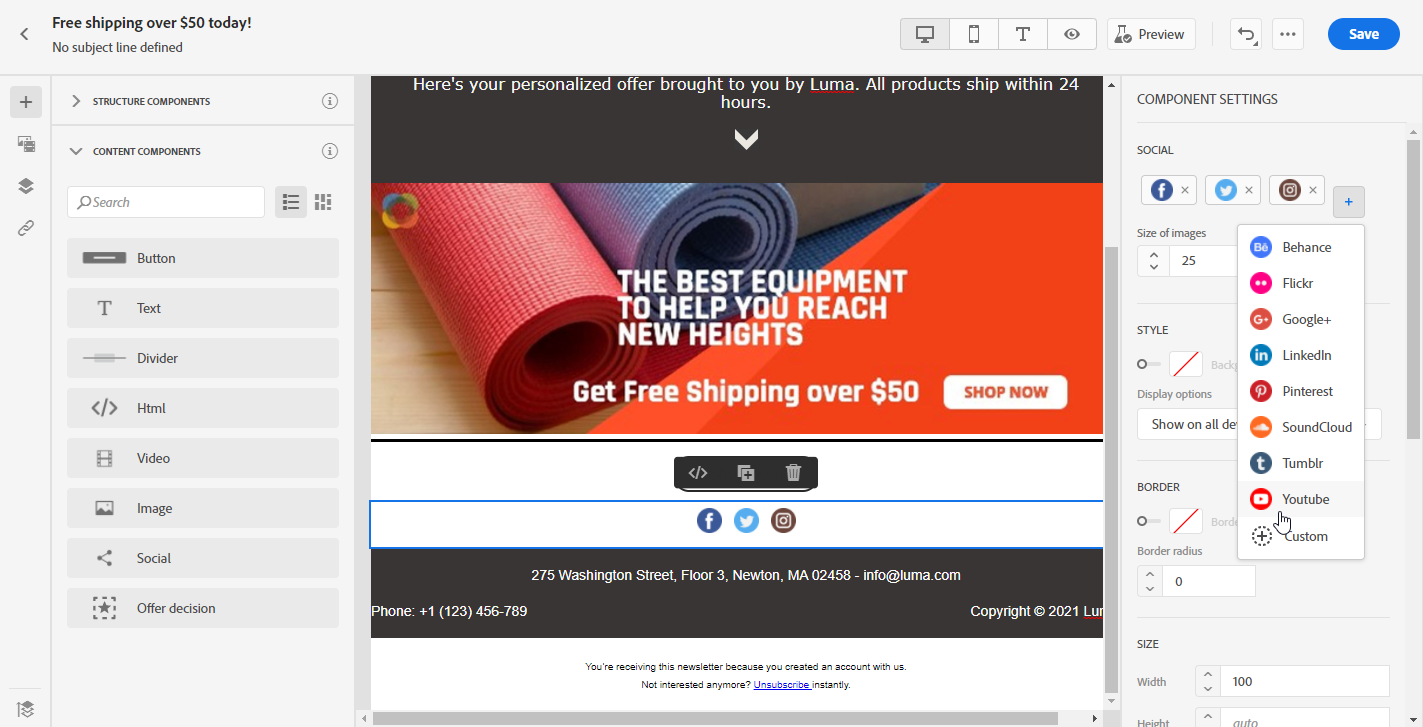 Free shipping over $50 today!
No subject line defined
Preview
Save
STRUCTURE COMPONENTS
CONTENT COMPONENTS
Search
Button
Text
Divider
Html
Video
Image
Social
Offer decision
Here's your personalized offer brought to you by Luma. All products ship within 24
hours.
THE BEST EQUIPMENT
TO HELP YOU REACH
NEW HEIGHTS
Get Free Shipping over $50
SHOP NOW
275 Washington Street, Floor 3, Newton, MA 02458 - info@luma.com
Phone: +1 (123) 456-789
Copyright © 2021
You're receiving this newsletter because you created an account with us.
Not interested anymore? Unsubscribe instantly.
COMPONENT SETTINGS
SOCIAL
Size of images
25
Behance
Flickr
Google+
LinkedIn
Pinterest
SoundCloud
Tumblr
Youtube
Custom
STYLE
Display options
Show on all
BORDER
Border radius
0
SIZE
Width
100
Height
auto